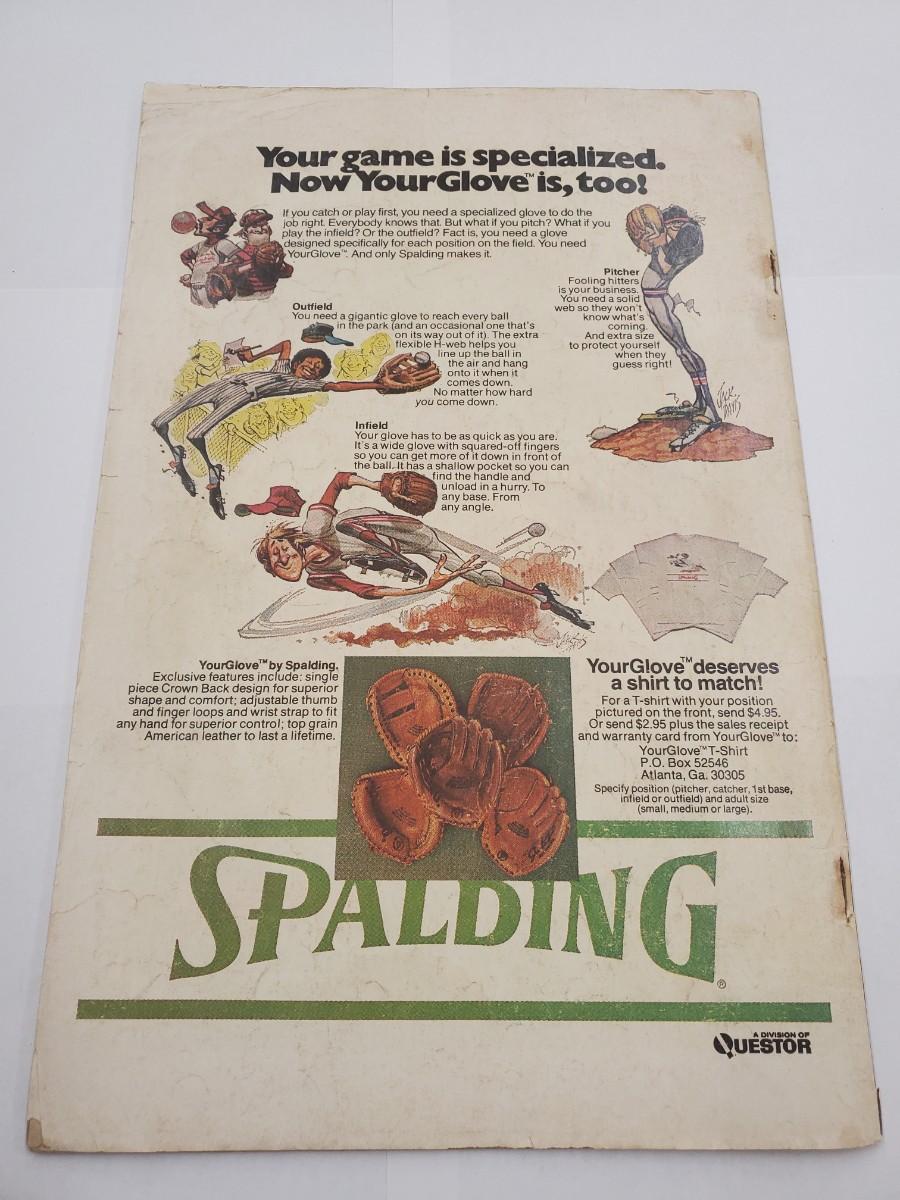 Your game is specialized.
Now YourGlove™ is, too!
If you catch or play first, you need a specialized glove to do the
job right. Everybody knows that. But what if you pitch? What if you
play the infield? Or the outfield? Fact is, you need a glove
designed specifically for each position on the field. You need
YourGlove™. And only Spalding makes it.
Pitcher
Fooling hitters
is your business.
You need a solid
web so they won't
know what's
coming.
And extra size
to protect yourself
when they
guess right!
JACK
DAVIS
Outfield
You need a gigantic glove to reach every ball
in the park (and an occasional one that's
on its way out of it). The extra
flexible H-web helps you
line up the ball in
the air and hang
onto it when it
comes down.
No matter how hard
you come down.
Infield
Your glove has to be as quick as you are.
It's a wide glove with squared-off fingers
so you can get more of it down in front of
the ball. It has a shallow pocket so you can
find the handle and
unload in a hurry. To
any base. From
any angle.
YourGlove™ by Spalding.
Exclusive features include: single
piece Crown Back design for superior
shape and comfort; adjustable thumb
and finger loops and wrist strap to fit
any hand for superior control; top grain
American leather to last a lifetime.
YourGlove™ deserves
a shirt to match!
For a T-shirt with your position
pictured on the front, send $4.95.
Or send $2.95 plus the sales receipt
and warranty card from YourGlove™ to:
YourGlove™ T-Shirt
P.O. Box 52546
Atlanta, Ga. 30305
Specify position (pitcher, catcher, 1st base,
infield or outfield) and adult size
(small, medium or large).
SPALDING®
A DIVISION OF
QUESTOR